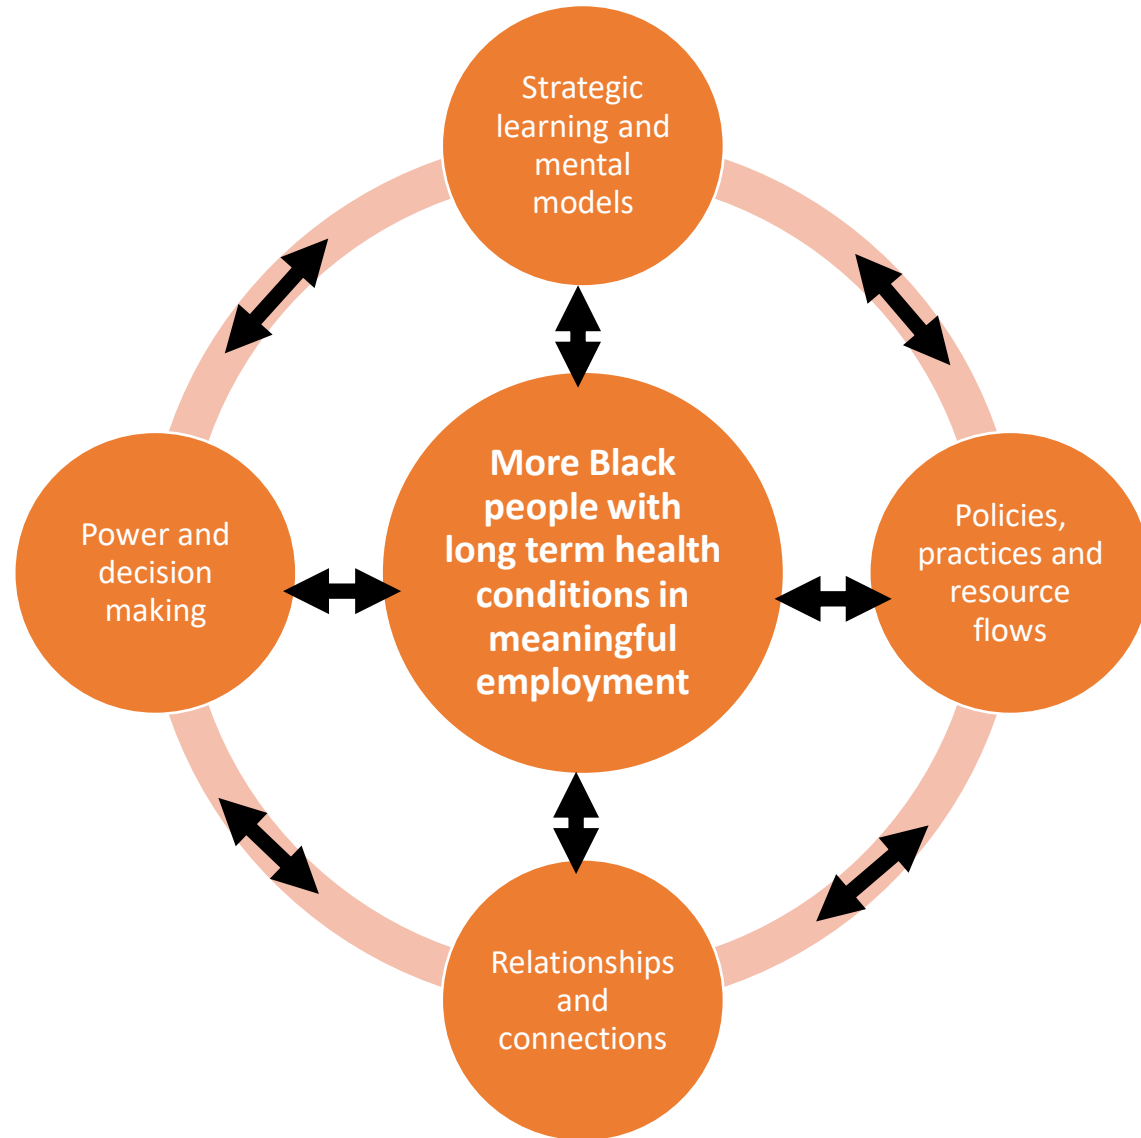 Strategic
learning and
mental
models
Power and
decision
making
More Black
people with
long term health
conditions in
meaningful
employment
Policies,
practices and
resource
flows
Relationships
and
connections